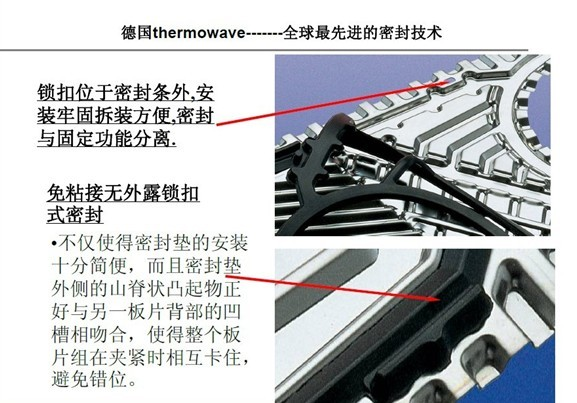 德国thermowave-------全球最先进的密封技术
锁扣位于密封条外,安
装牢固拆装方便,密封
与固定功能分离.
免粘接无外露锁扣
式密封
•不仅使得密封垫的安装
十分简便，而且密封垫
外侧的山脊状凸起物正
好与另一板片背部的凹
槽相吻合，使得整个板
片组在夹紧时相互卡住，
避免错位。